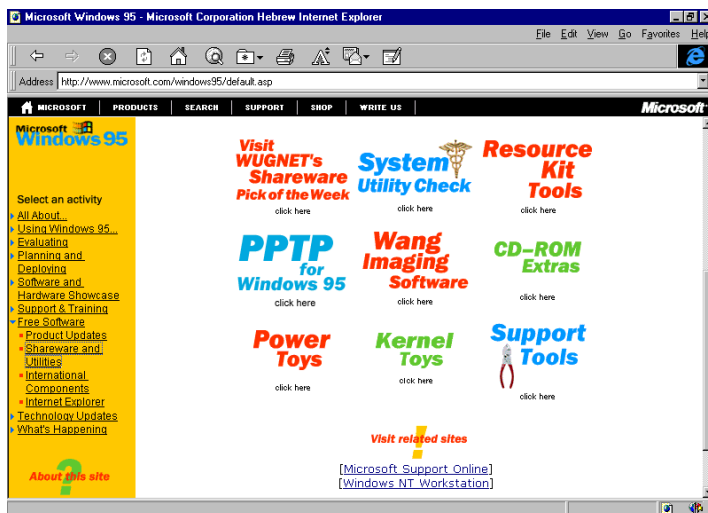 Microsoft Windows 95 - Microsoft Corporation Hebrew Internet Explorer
File Edit View Go Favorites Help
Address http://www.microsoft.com/windows95/default.asp
MICROSOFT PRODUCTS SEARCH SUPPORT SHOP WRITE US Microsoft
Microsoft
Windows 95
Select an activity
All About...
Using Windows 95...
Evaluating
Planning and
Deploying
Software and
Hardware Showcase
Support & Training
Free Software
Product Updates
Shareware and
Utilities
International
Components
Internet Explorer
Technology Updates
What's Happening
About this site
?
Visit
WUGNET's
Shareware
Pick of the Week
click here
System
Utility Check
click here
Resource
Kit
Tools
click here
PPTP
for
Windows 95
click here
Wang
Imaging
Software
click here
CD-ROM
Extras
click here
Power
Toys
click here
Kernel
Toys
click here
Support
Tools
click here
Visit related sites
!
[Microsoft Support Online]
[Windows NT Workstation]